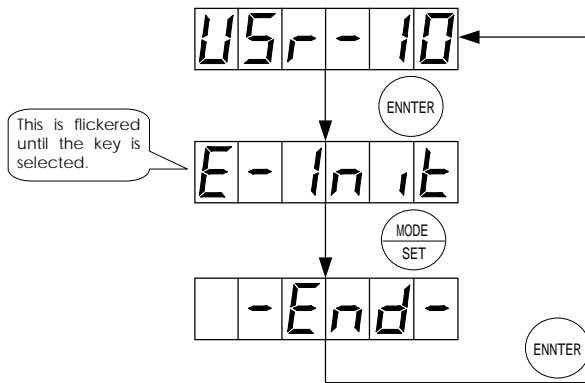 USr-10
ENNTER
This is flickered
until the key is
selected.
E-Init
MODE
SET
-End-
ENNTER